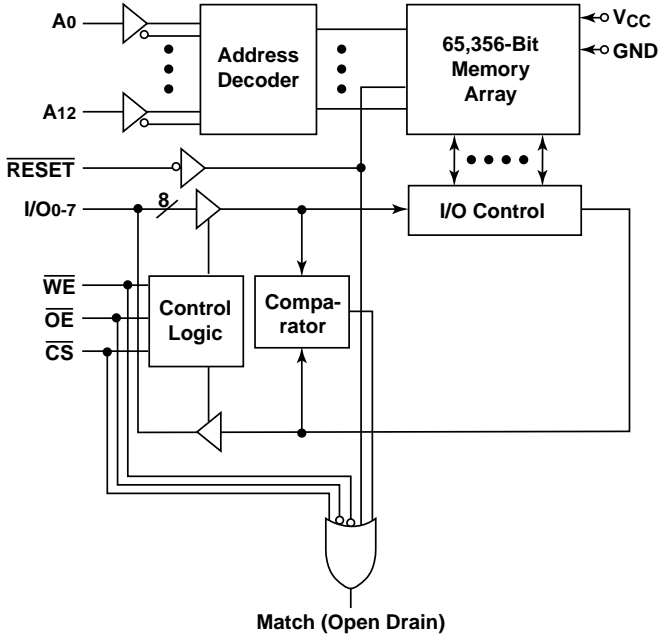 A0
A12
RESET
I/O0-7
8
WE
OE
CS
Address
Decoder
65,356-Bit
Memory
Array
VCC
GND
I/O Control
Control
Logic
Compa-
rator
Match (Open Drain)